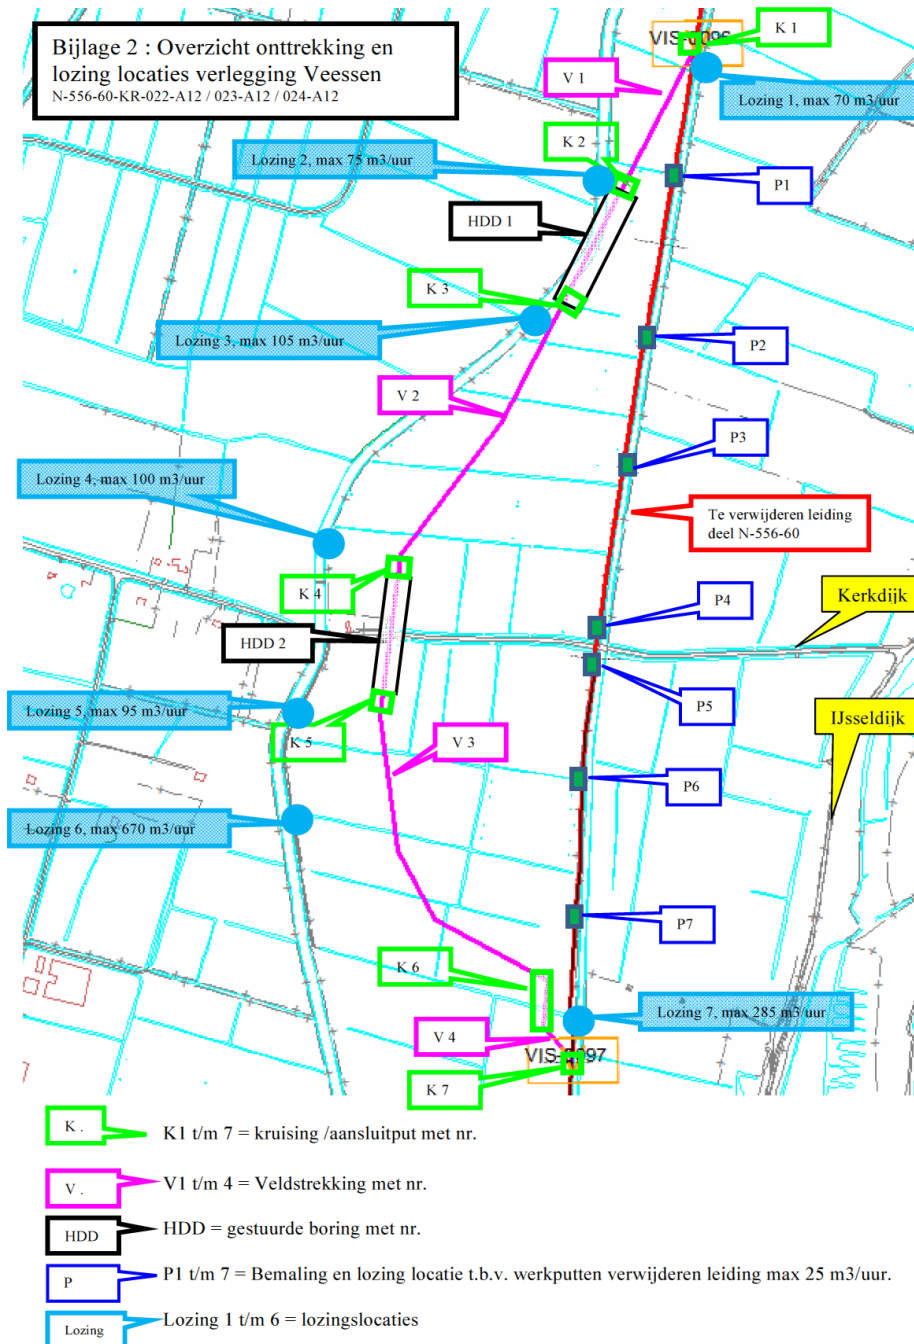 Bijlage 2 : Overzicht onttrekking en
lozing locaties verlegging Veessen
N-556-60-KR-022-A12 / 023-A12 / 024-A12
K 1
V 1
Lozing 1, max 70 m3/uur
K 2
Lozing 2, max 75 m3/uur
P1
HDD 1
K 3
Lozing 3, max 105 m3/uur
P2
V 2
P3
Lozing 4, max 100 m3/uur
Te verwijderen leiding
deel N-556-60
K 4
P4
Kerkdijk
HDD 2
P5
Lozing 5, max 95 m3/uur
IJsseldijk
K 5
V 3
P6
Lozing 6, max 670 m3/uur
P7
K 6
Lozing 7, max 285 m3/uur
V 4
K 7
K .
K1 t/m 7 = kruising /aansluitput met nr.
V .
V1 t/m 4 = Veldstrekking met nr.
HDD
HDD = gestuurde boring met nr.
P
P1 t/m 7 = Bemaling en lozing locatie t.b.v. werkputten verwijderen leiding max 25 m3/uur.
Lozing
Lozing 1 t/m 6 = lozingslocaties